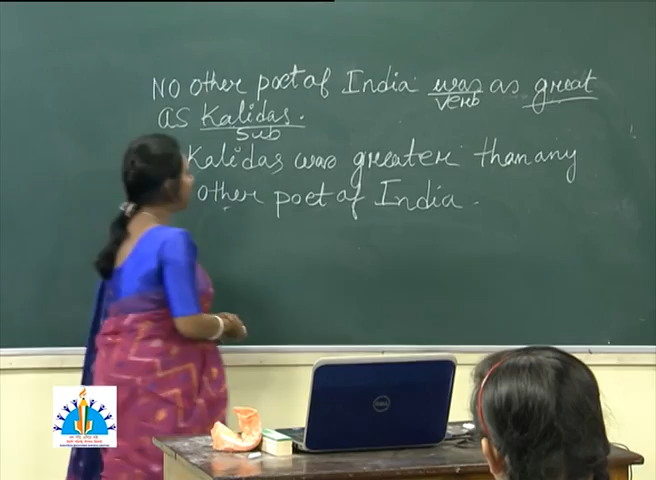 No other poet of India was as great
verb
as Kalidas.
Sub
Kalidas was greater than any
other poet of India.
DELL